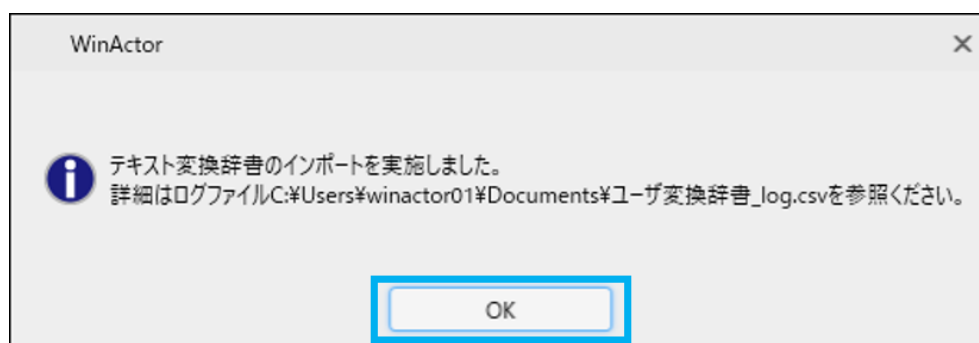 WinActor
テキスト変換辞書のインポートを実施しました。
詳細はログファイルC:¥Users¥winactor01¥Documents¥ユーザ変換辞書_log.csvを参照ください。
OK